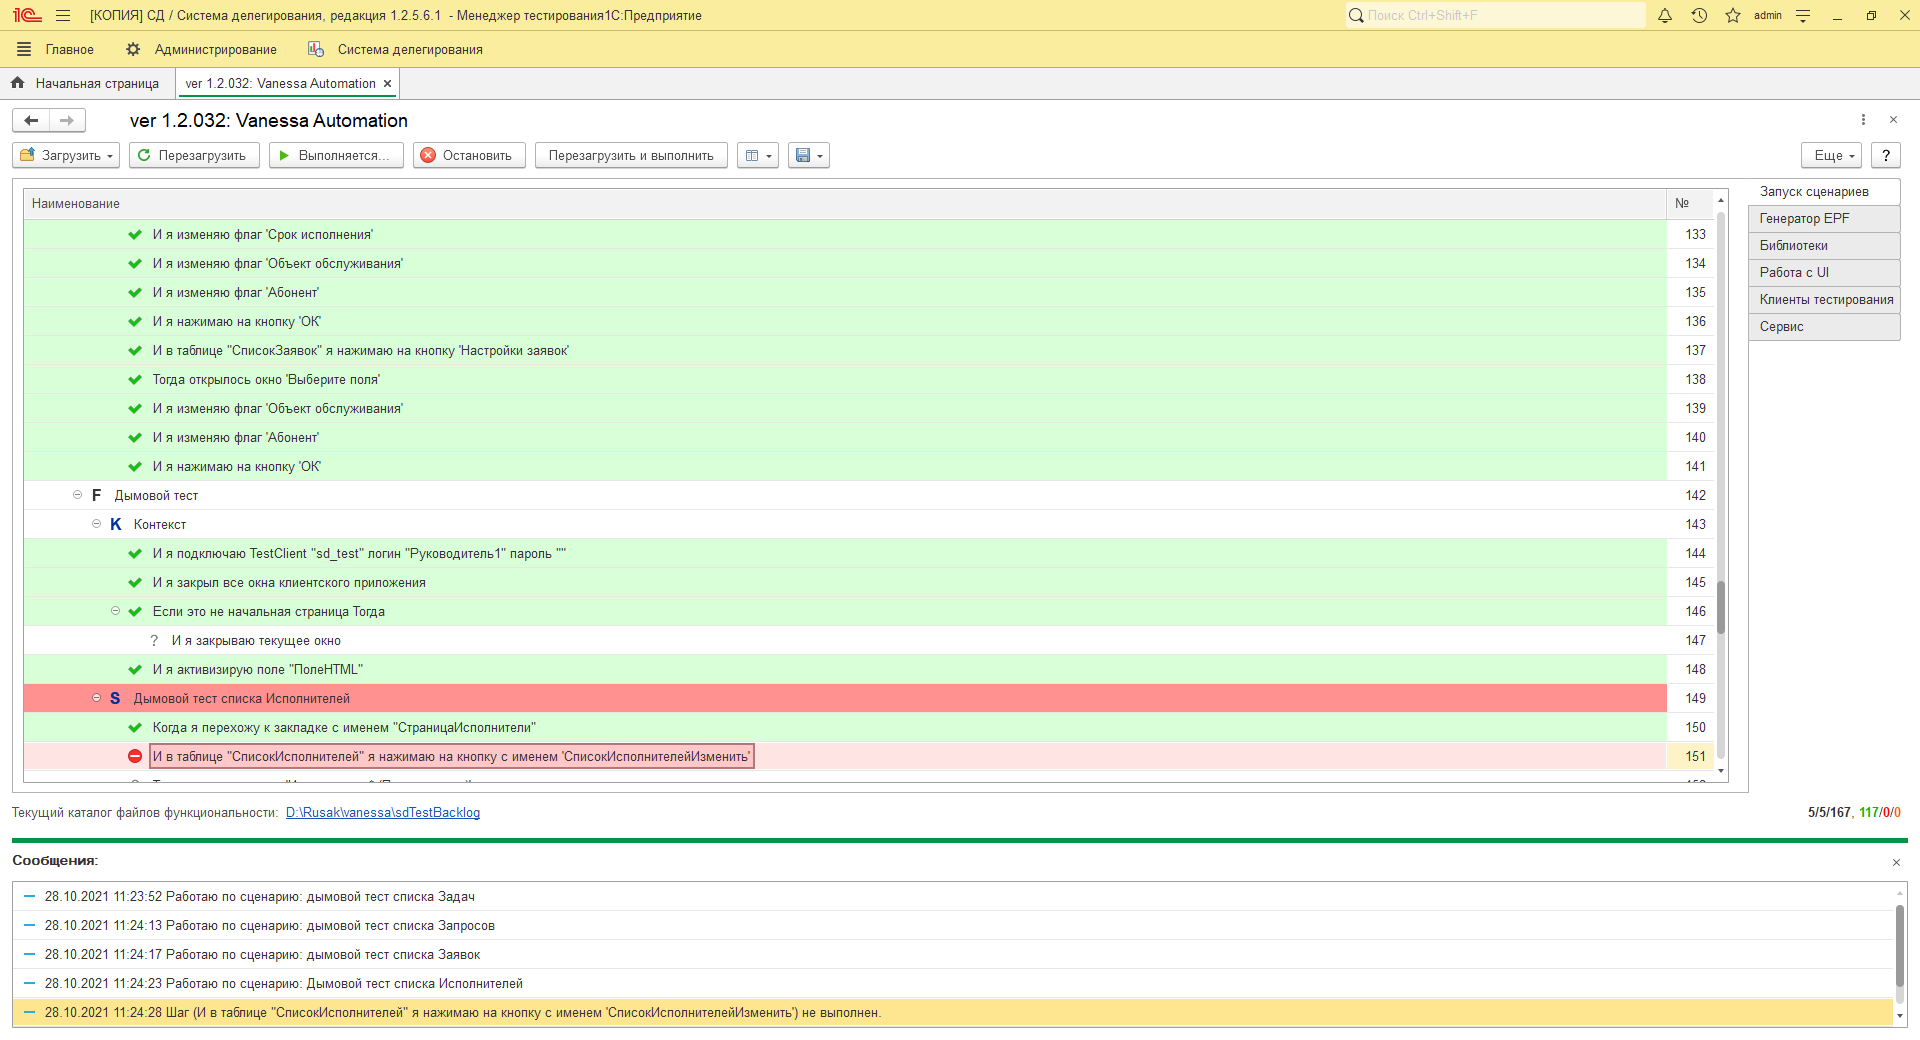 [КОПИЯ] СД / Система делегирования, редакция 1.2.5.6.1 - Менеджер тестирования1С:Предприятие
Поиск Ctrl+Shift+F
admin
Главное
Администрирование
Система делегирования
Начальная страница
ver 1.2.032: Vanessa Automation
ver 1.2.032: Vanessa Automation
Загрузить
Перезагрузить
Выполняется...
Остановить
Перезагрузить и выполнить
Еще
?
Наименование №
И я изменяю флаг 'Срок исполнения' 133
И я изменяю флаг 'Объект обслуживания' 134
И я изменяю флаг 'Абонент' 135
И я нажимаю на кнопку 'ОК' 136
И в таблице "СписокЗаявок" я нажимаю на кнопку 'Настройки заявок' 137
Тогда открылось окно 'Выберите поля' 138
И я изменяю флаг 'Объект обслуживания' 139
И я изменяю флаг 'Абонент' 140
И я нажимаю на кнопку 'ОК' 141
F Дымовой тест 142
K Контекст 143
И я подключаю TestClient "sd_test" логин "Руководитель1" пароль "" 144
И я закрыл все окна клиентского приложения 145
Если это не начальная страница Тогда 146
? И я закрываю текущее окно 147
И я активизирую поле "ПолеHTML" 148
S Дымовой тест списка Исполнителей 149
Когда я перехожу к закладке с именем "СтраницаИсполнители" 150
И в таблице "СписокИсполнителей" я нажимаю на кнопку с именем 'СписокИсполнителейИзменить' 151
Запуск сценариев
Генератор EPF
Библиотеки
Работа с UI
Клиенты тестирования
Сервис
Текущий каталог файлов функциональности: D:\Rusak\vanessa\sdTestBacklog
5/5/167, 117/0/0
Сообщения:
28.10.2021 11:23:52 Работаю по сценарию: дымовой тест списка Задач
28.10.2021 11:24:13 Работаю по сценарию: дымовой тест списка Запросов
28.10.2021 11:24:17 Работаю по сценарию: дымовой тест списка Заявок
28.10.2021 11:24:23 Работаю по сценарию: Дымовой тест списка Исполнителей
28.10.2021 11:24:28 Шаг (И в таблице "СписокИсполнителей" я нажимаю на кнопку с именем 'СписокИсполнителейИзменить') не выполнен.